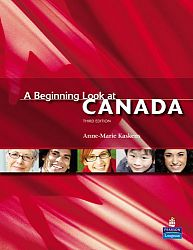 A Beginning Look at
CANADA
THIRD EDITION
Anne-Marie Kaskens
PEARSON
Longman